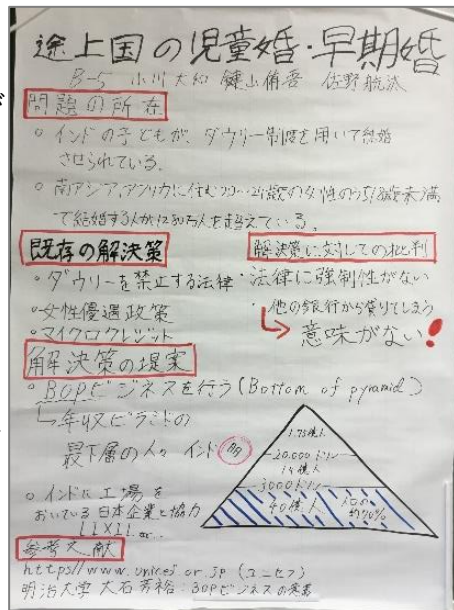 途上国の児童婚・早期婚
B-5 小川大和 鍵山侑吾 佐野航汰
問題の所在
○インドの子どもが、ダウリー制度を用いて結婚
させられている。
○南アジア,アフリカに住む20〜24歳の女性のうち18歳未満
で結婚する人が 万人を超えている。
既存の解決策
・ダウリーを禁止する法律
・女性優遇政策
・マイクロクレジット
解決策に対しての批判
・法律に強制性がない
・他の銀行から借りてしまう
意味がない!
解決策の提案
○BOPビジネスを行う(Bottom of pyramid)
年収ピラミッドの
最下層の人々 インド
○インドに工場を
おいている日本企業と協力
LIXIL
1.75億人
20,000ドル
14億人
3000ドル
40億人
人口の
約70%
参考文献
https//www.unicef or.jp (ユニセフ)
明治大学 大石芳裕:BOPビジネスの